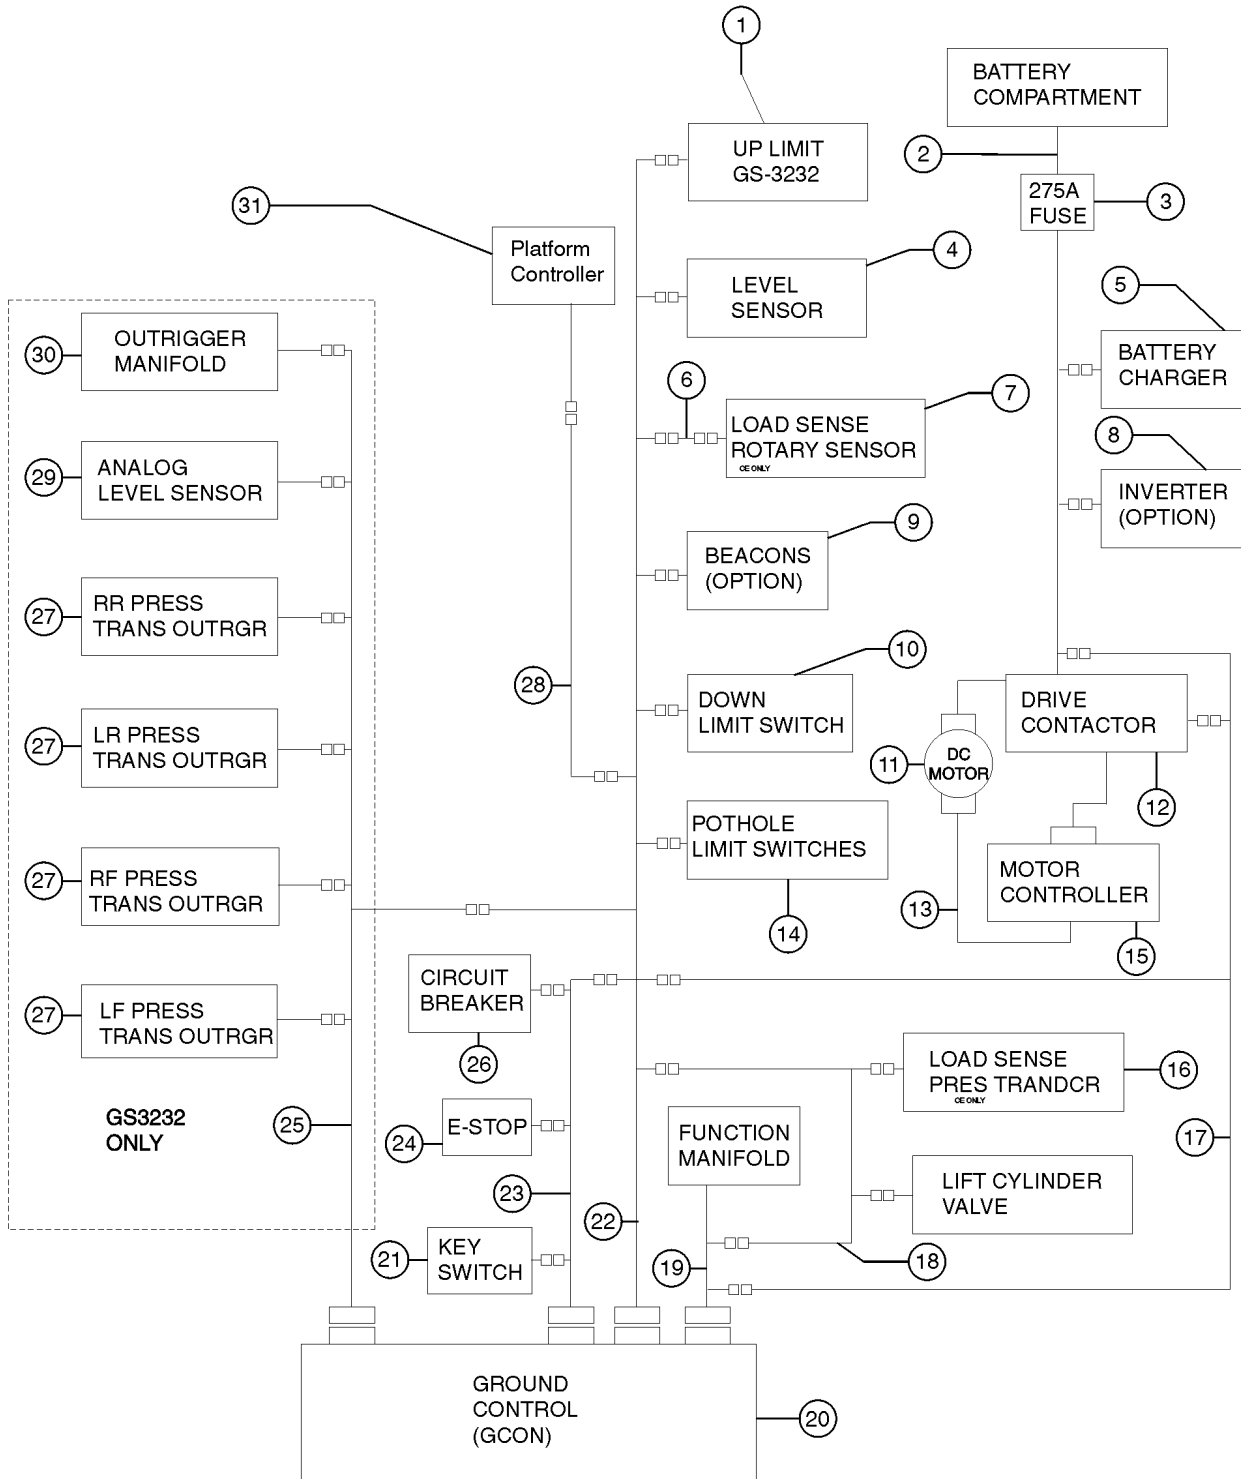 1
BATTERY
COMPARTMENT
2
UP LIMIT
GS-3232
275A
FUSE
3
31
Platform
Controller
4
LEVEL
SENSOR
5
30
OUTRIGGER
MANIFOLD
BATTERY
CHARGER
6
7
LOAD SENSE
ROTARY SENSOR
CE ONLY
8
29
ANALOG
LEVEL SENSOR
INVERTER
(OPTION)
9
BEACONS
(OPTION)
27
RR PRESS
TRANS OUTRGR
10
28
DOWN
LIMIT SWITCH
DRIVE
CONTACTOR
27
LR PRESS
TRANS OUTRGR
11
DC
MOTOR
12
POTHOLE
LIMIT SWITCHES
27
RF PRESS
TRANS OUTRGR
MOTOR
CONTROLLER
13
14
15
CIRCUIT
BREAKER
27
LF PRESS
TRANS OUTRGR
26
LOAD SENSE
PRES TRANDCR
CE ONLY
16
GS3232
ONLY
25
24
E-STOP
FUNCTION
MANIFOLD
17
23
22
LIFT CYLINDER
VALVE
21
KEY
SWITCH
19
18
GROUND
CONTROL
(GCON)
20